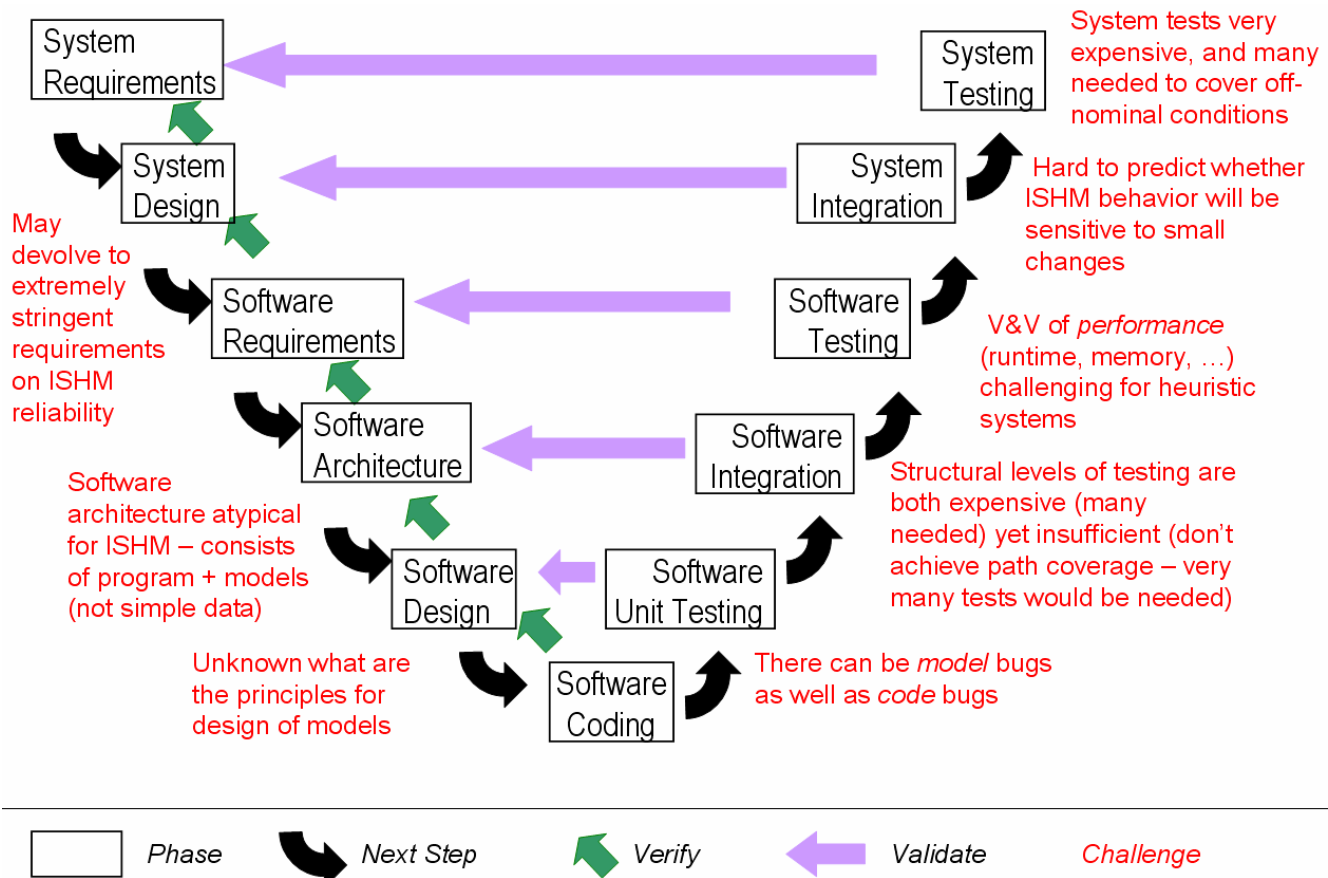 System
Requirements
System
Testing
System tests very
expensive, and many
needed to cover off-
nominal conditions
System
Design
System
Integration
Hard to predict whether
ISHM behavior will be
sensitive to small
changes
May
devolve to
extremely
stringent
requirements
on ISHM
reliability
Software
Requirements
Software
Testing
V&V of performance
(runtime, memory, …)
challenging for heuristic
systems
Software
Architecture
Software
Integration
Structural levels of testing are
both expensive (many
needed) yet insufficient (don’t
achieve path coverage – very
many tests would be needed)
Software
architecture atypical
for ISHM – consists
of program + models
(not simple data)
Software
Design
Software
Unit Testing
Unknown what are
the principles for
design of models
Software
Coding
There can be model bugs
as well as code bugs
Phase
Next Step
Verify
Validate
Challenge